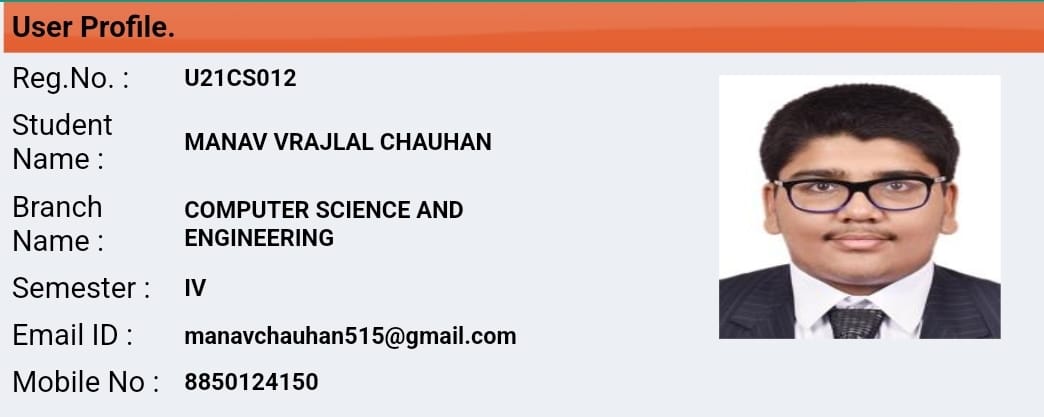 User Profile.
Reg.No. : U21CS012
Student
Name : MANAV VRAJLAL CHAUHAN
Branch
Name : COMPUTER SCIENCE AND
ENGINEERING
Semester : IV
Email ID : manavchauhan515@gmail.com
Mobile No : 8850124150